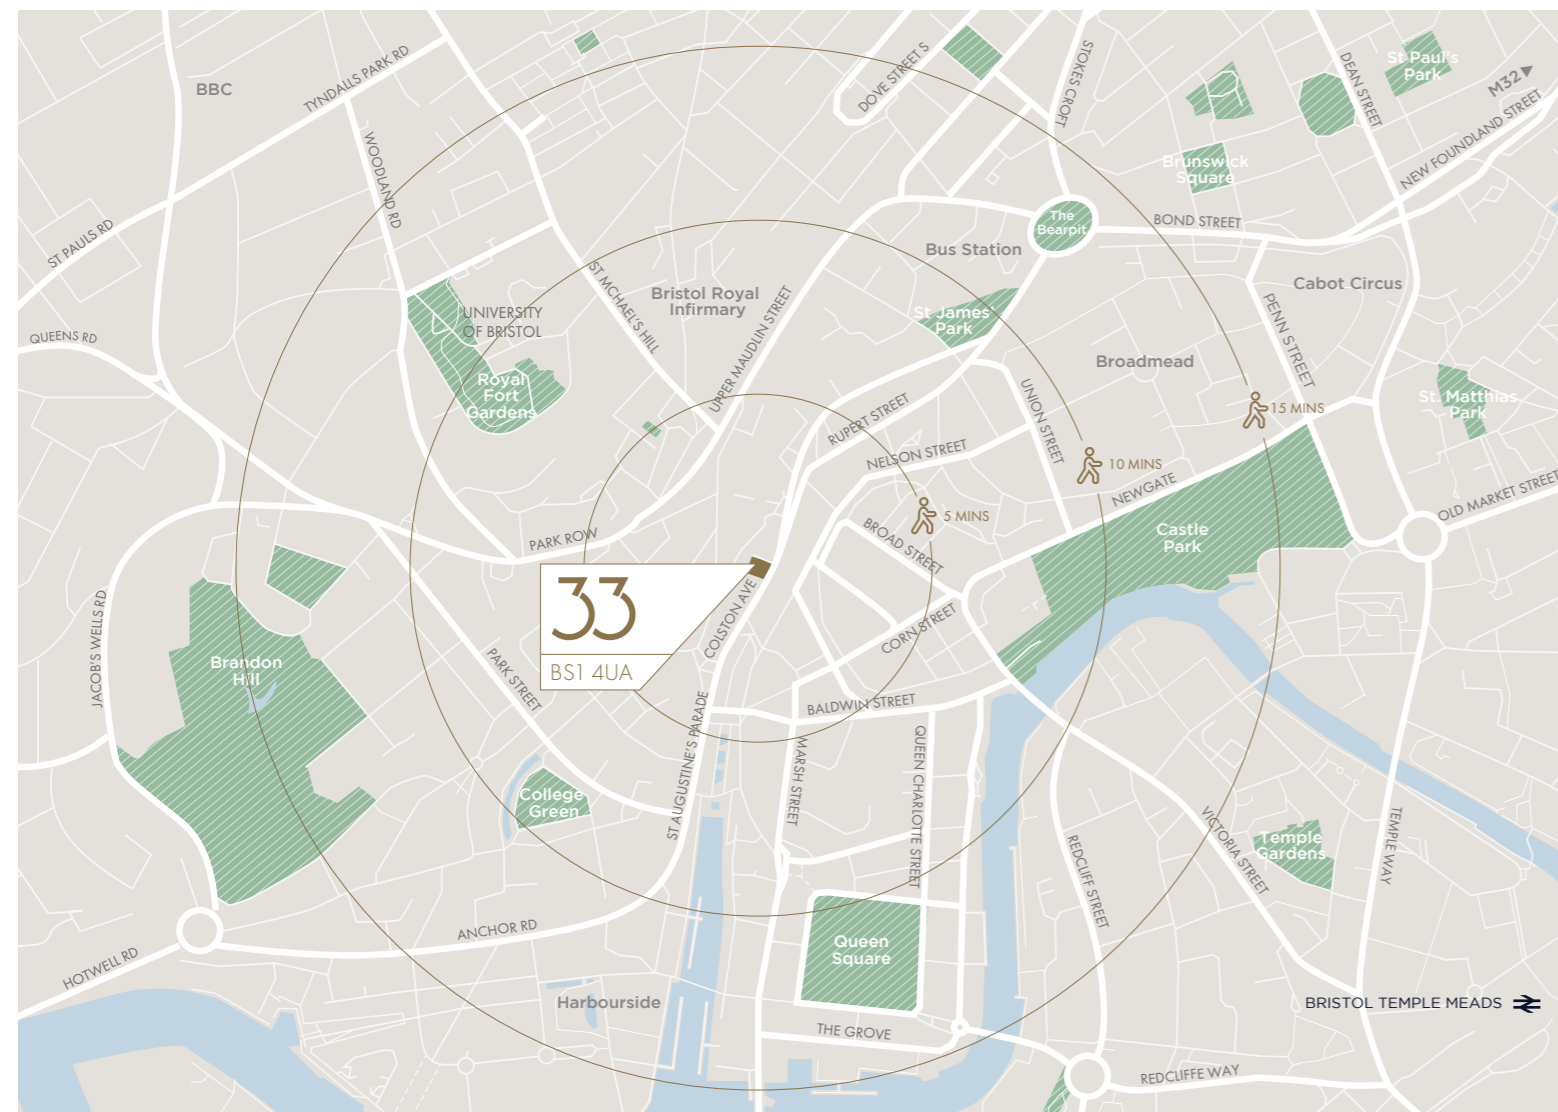 BBC
TYNDALLS PARK RD
DOVE STREET S
STOKES CROFT
DEAN STREET
St Paul's
Park
M32
NEW FOUNDLAND STREET
WOODLAND RD
Brunswick
Square
ST PAULS RD
The
Bearpit
BOND STREET
Bus Station
ST MCHAEL'S HILL
Bristol Royal
Infirmary
Cabot Circus
UNIVERSITY
OF BRISTOL
St James
Park
PENN STREET
QUEENS RD
UPPER MAUDLIN STREET
Broadmead
Royal
Fort
Gardens
UNION STREET
RUPERT STREET
15 MINS
St. Matthias
Park
NELSON STREET
10 MINS
NEWGATE
OLD MARKET STREET
5 MINS
BROAD STREET
Castle
Park
PARK ROW
33
BS1 4UA
COLSTON AVE
CORN STREET
JACOB'S WELLS RD
Brandon
Hill
PARK STREET
BALDWIN STREET
ST AUGUSTINE'S PARADE
MARSH STREET
QUEEN CHARLOTTE STREET
College
Green
VICTORIA STREET
Temple
Gardens
TEMPLE WAY
REDCLIFF STREET
ANCHOR RD
Queen
Square
HOTWELL RD
Harbourside
BRISTOL TEMPLE MEADS
THE GROVE
REDCLIFFE WAY